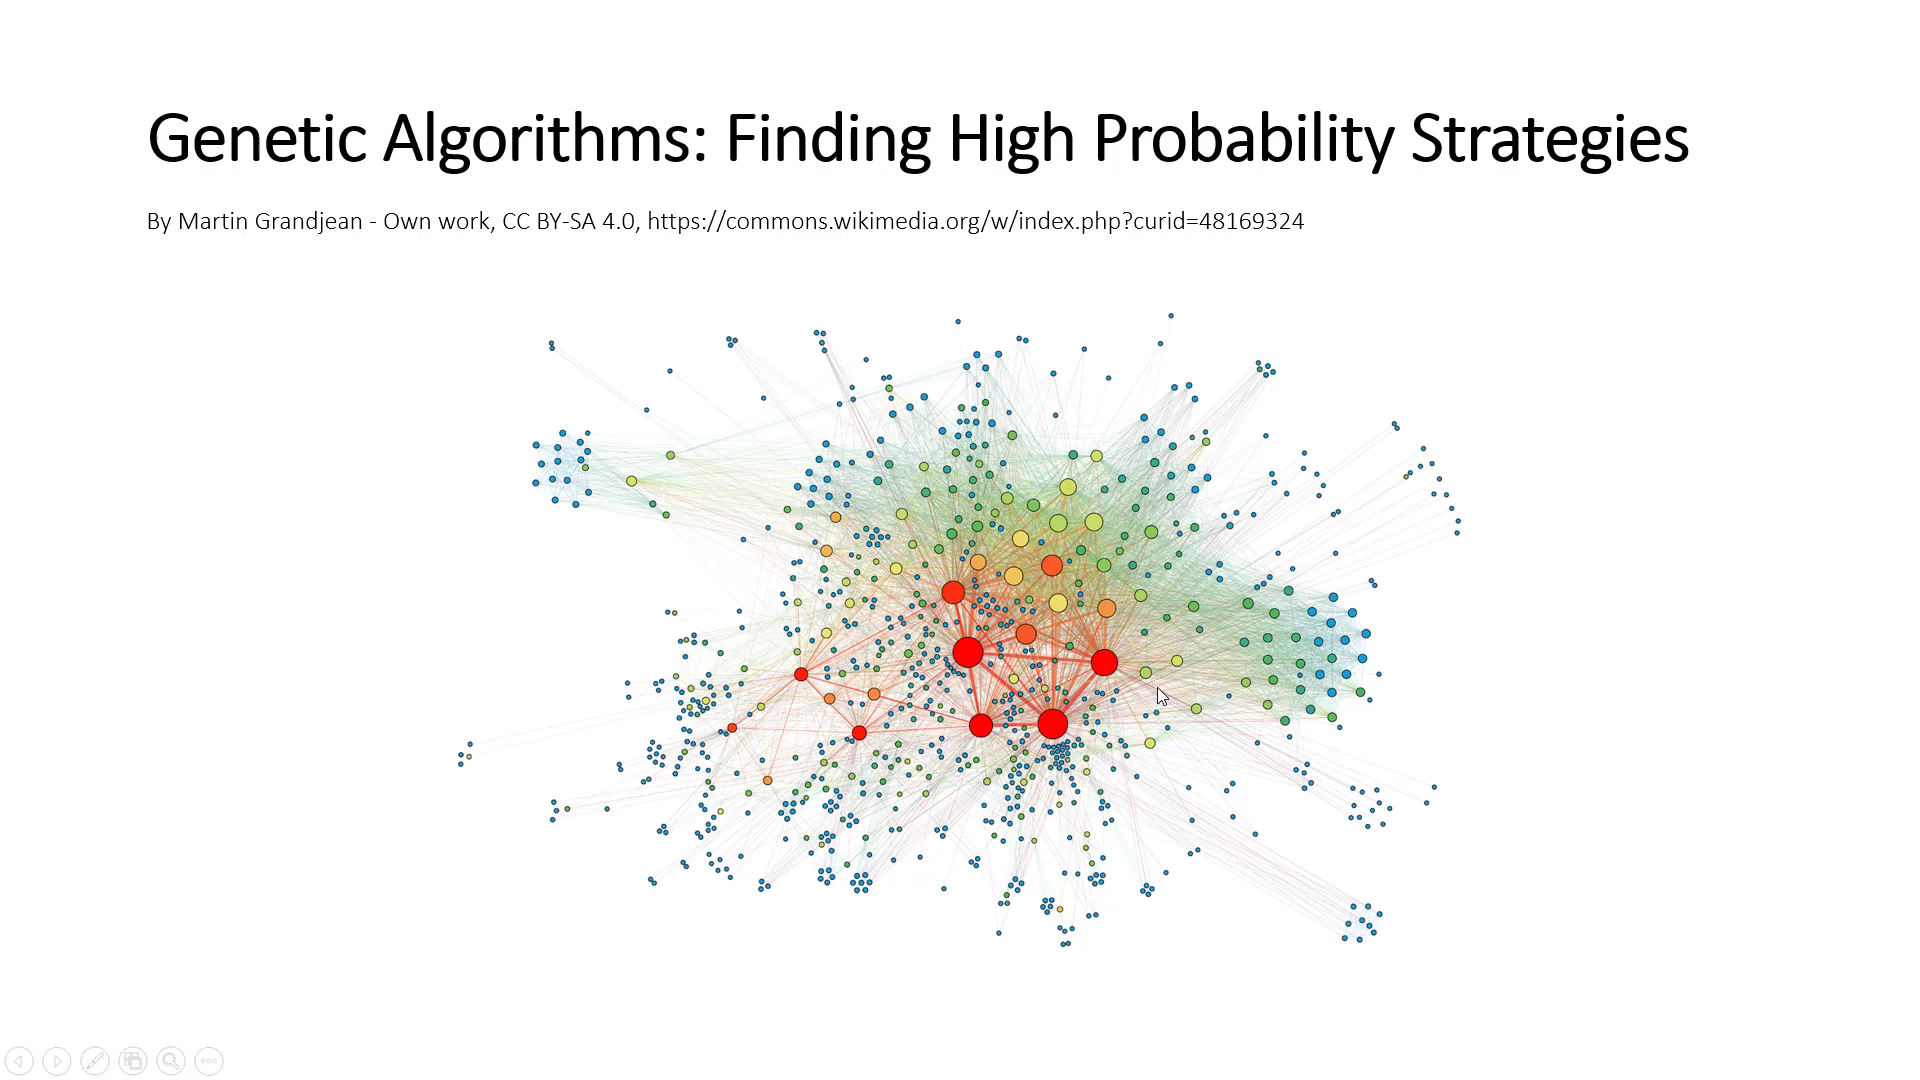 Genetic Algorithms: Finding High Probability Strategies
By Martin Grandjean - Own work, CC BY-SA 4.0, https://commons.wikimedia.org/w/index.php?curid=48169324